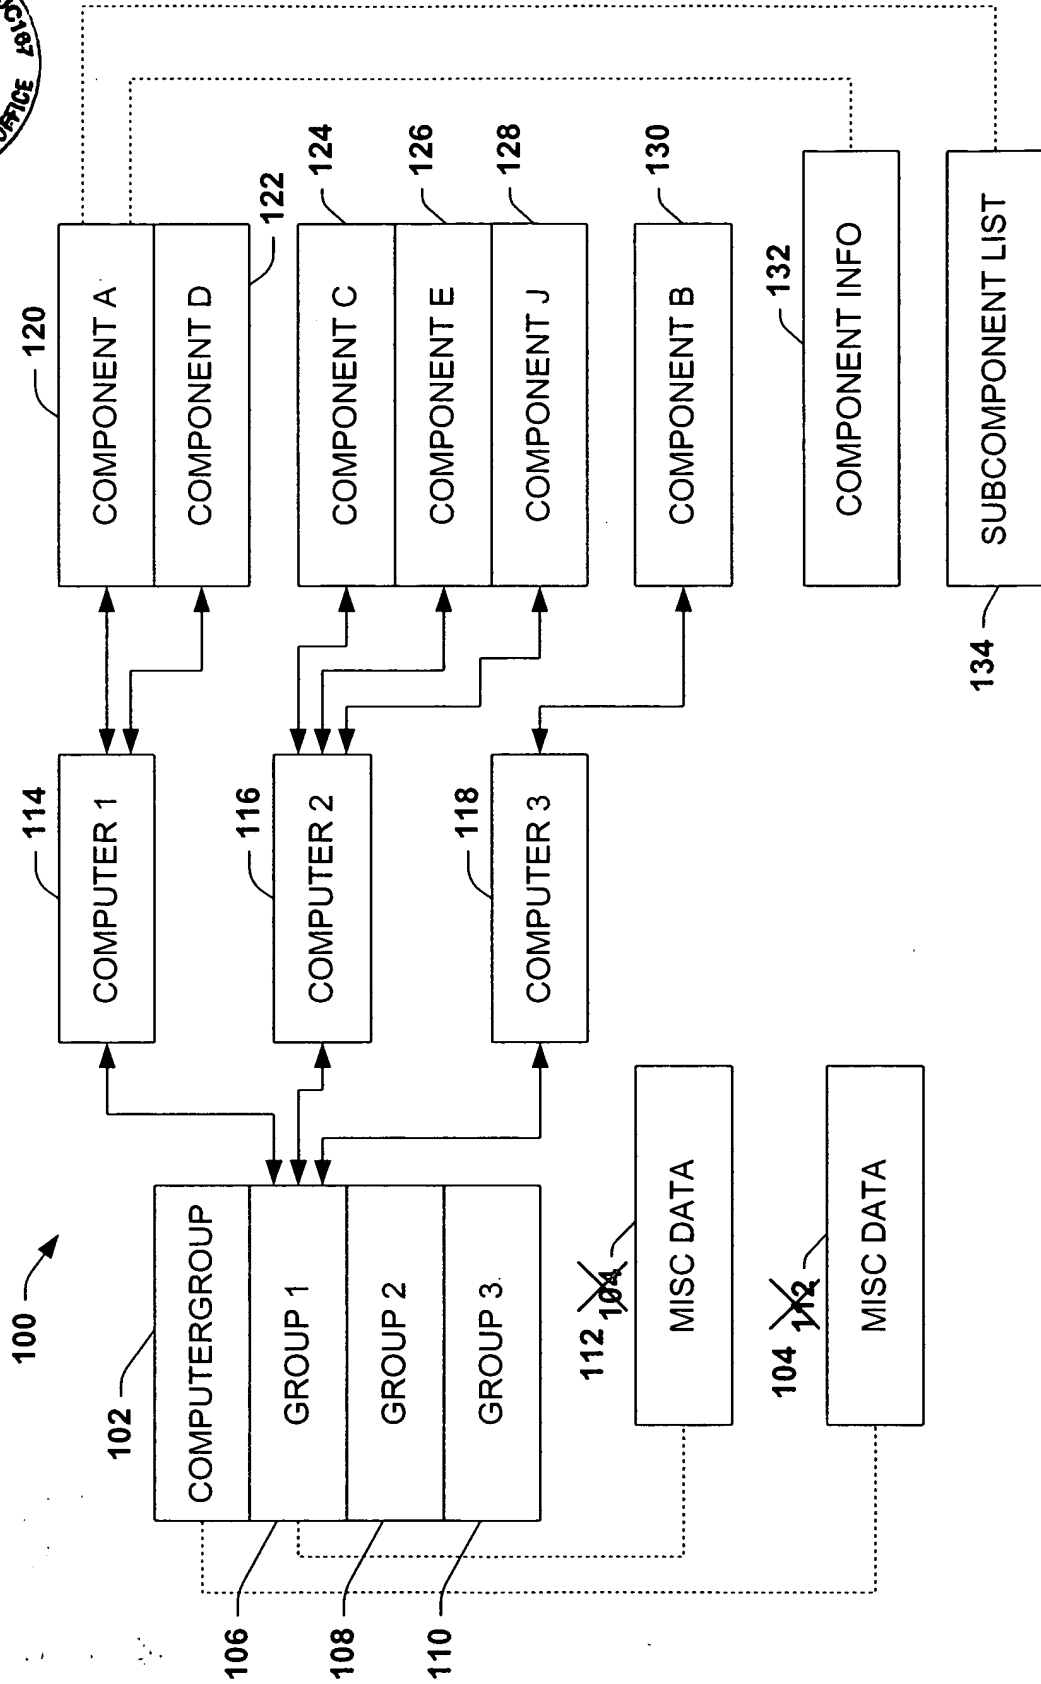 100
102
COMPUTERGROUP
GROUP 1
GROUP 2
GROUP 3
106
108
110
112 104
MISC DATA
104 112
MISC DATA
114
COMPUTER 1
116
COMPUTER 2
118
COMPUTER 3
120
COMPONENT A
COMPONENT D
122
COMPONENT C
124
COMPONENT E
126
COMPONENT J
128
COMPONENT B
130
132
COMPONENT INFO
134
SUBCOMPONENT LIST
OFFICE